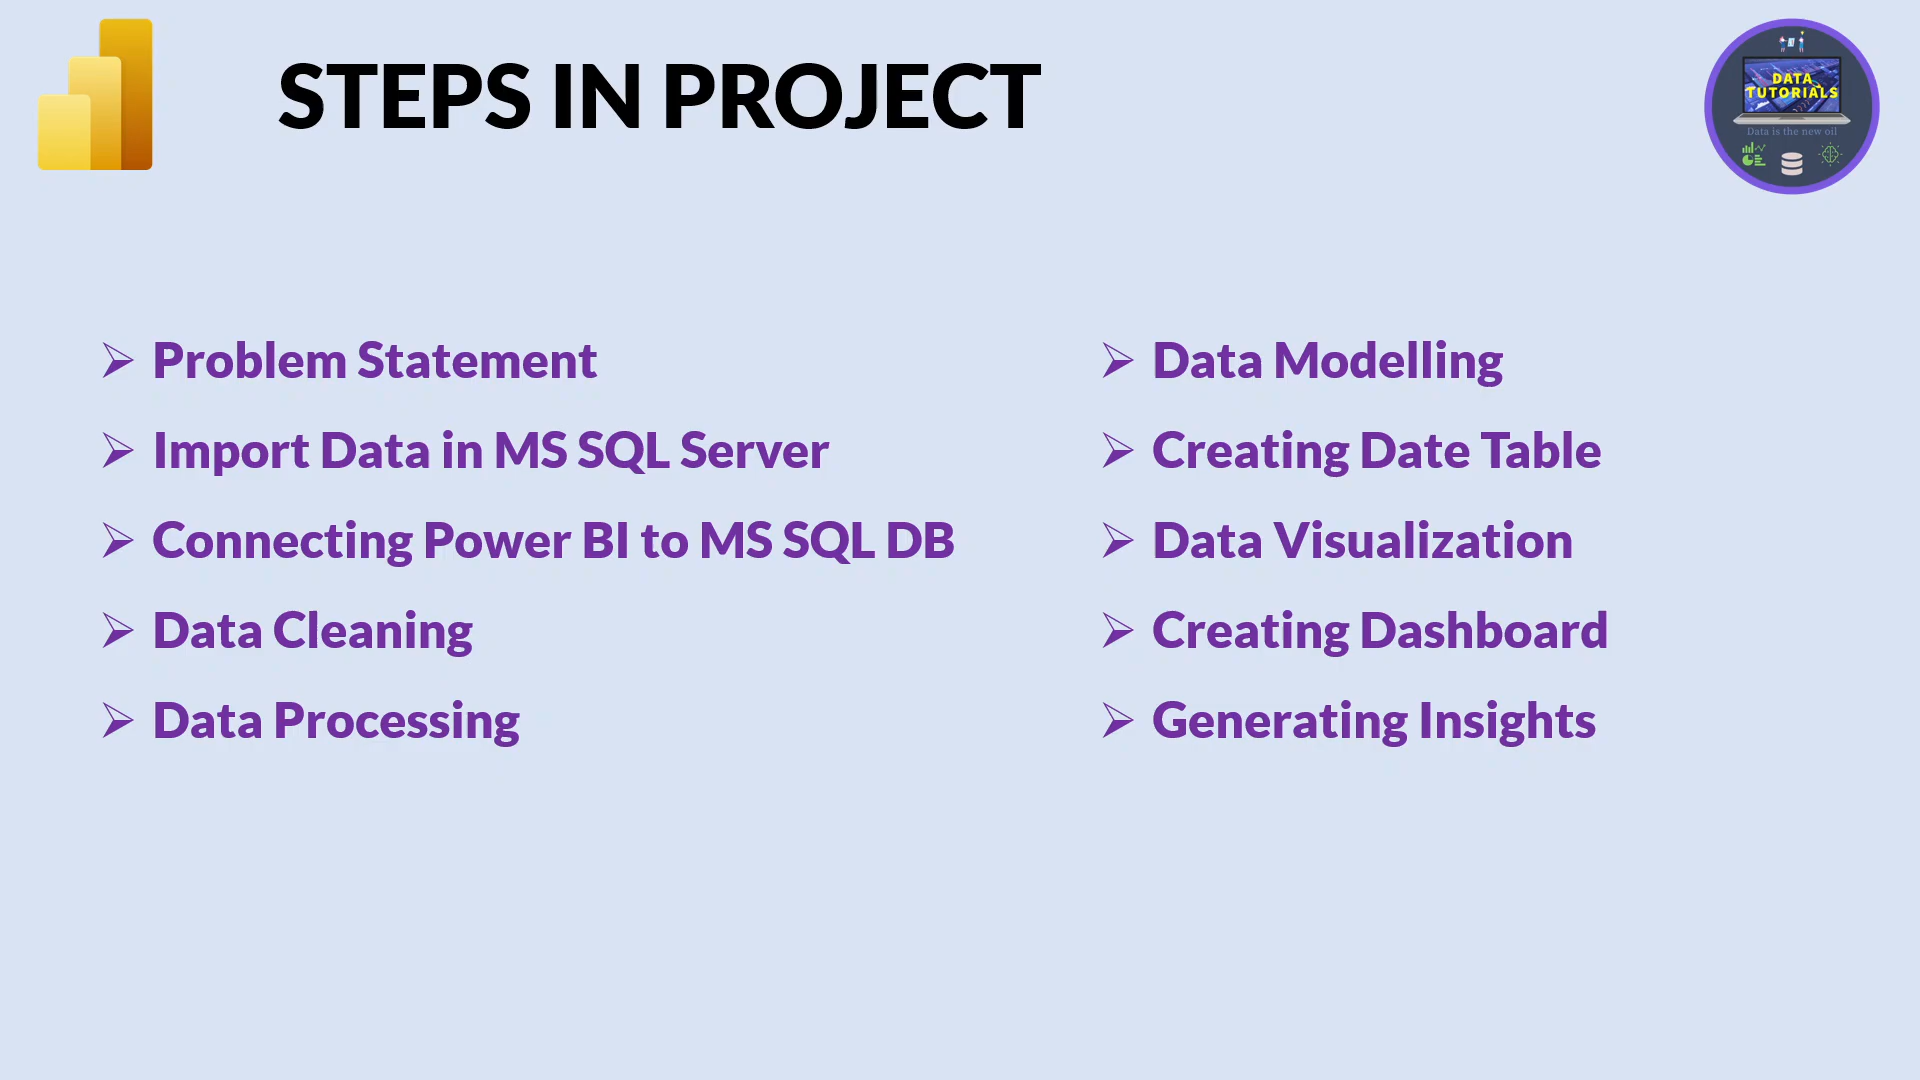 STEPS IN PROJECT
DATA
TUTORIALS
Data is the new oil
Problem Statement
Import Data in MS SQL Server
Connecting Power BI to MS SQL DB
Data Cleaning
Data Processing
Data Modelling
Creating Date Table
Data Visualization
Creating Dashboard
Generating Insights